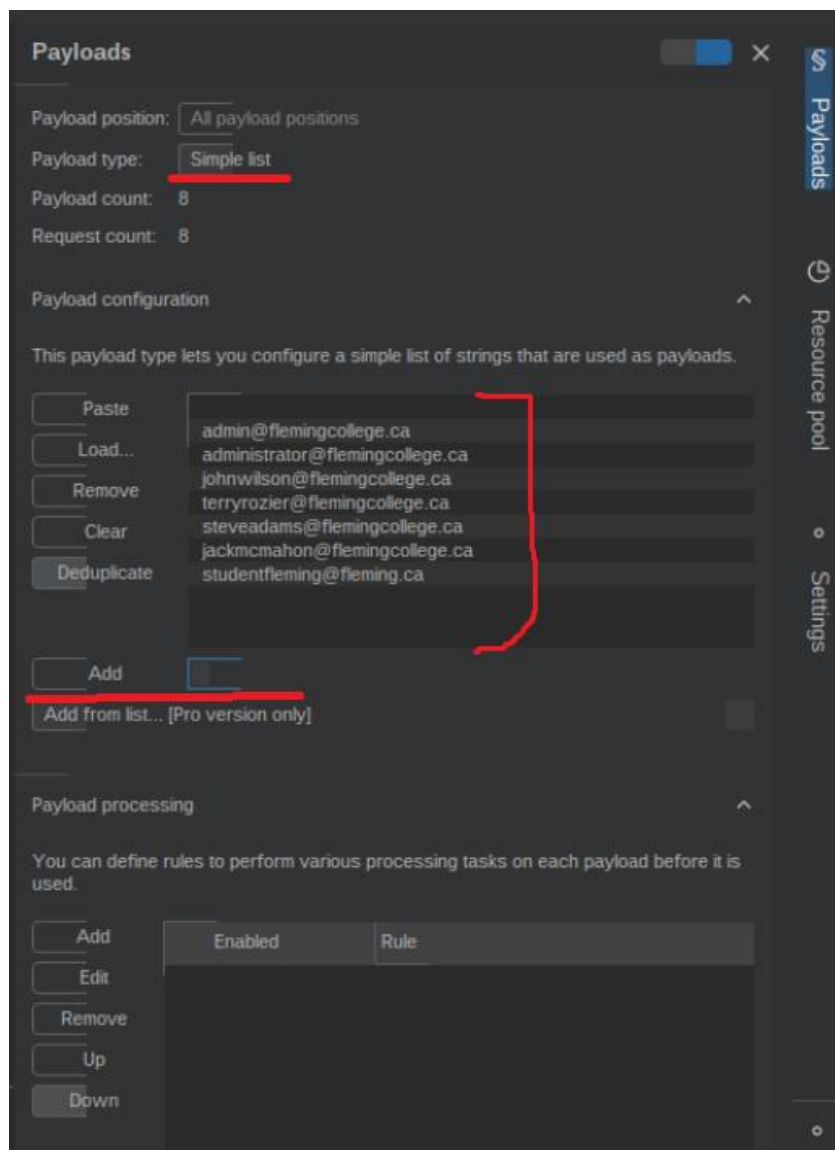 Payloads
Payload position: All payload positions
Payload type: Simple list
Payload count: 8
Request count: 8
Payload configuration
This payload type lets you configure a simple list of strings that are used as payloads.
Paste
Load...
Remove
Clear
Deduplicate
admin@flemingcollege.ca
administrator@flemingcollege.ca
johnwilson@flemingcollege.ca
terryrozier@flemingcollege.ca
steveadams@flemingcollege.ca
jackmcmahon@flemingcollege.ca
studentfleming@fleming.ca
Add
Add from list... [Pro version only]
Payload processing
You can define rules to perform various processing tasks on each payload before it is
used.
Add
Edit
Remove
Up
Down
Enabled Rule
§ Payloads
Resource pool
Settings